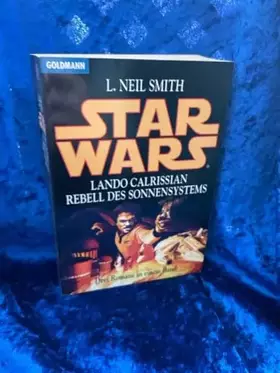 GOLDMANN
L. NEIL SMITH
STAR
WARS
LANDO CALRISSIAN
REBELL DES SONNENSYSTEMS
Drei Romane in einem Band